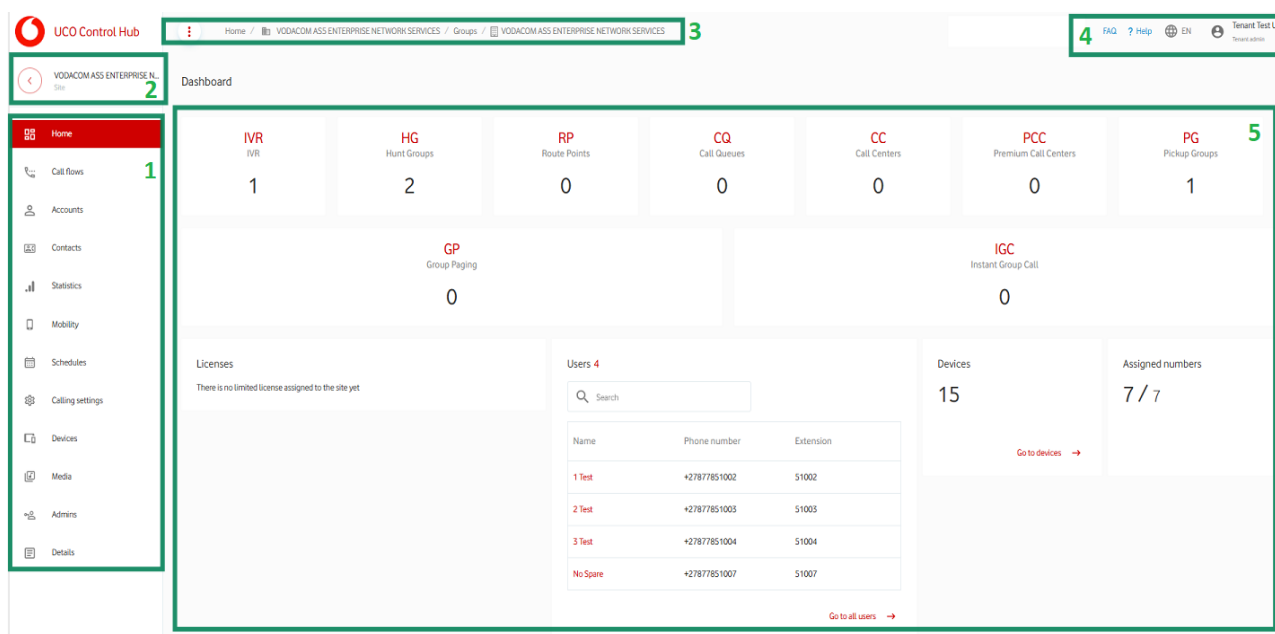 UCO Control Hub
Home / VODACOM ASS ENTERPRISE NETWORK SERVICES / Groups / VODACOM ASS ENTERPRISE NETWORK SERVICES
3
4
FAQ ? Help EN
Tenant Test U
Tenant admin
VODACOM ASS ENTERPRISE N...
Site
2
Dashboard
1
Home
Call flows
Accounts
Contacts
Statistics
Mobility
Schedules
Calling settings
Devices
Media
Admins
Details
5
IVR
IVR
1
HG
Hunt Groups
2
RP
Route Points
0
CQ
Call Queues
0
CC
Call Centers
0
PCC
Premium Call Centers
0
PG
Pickup Groups
1
GP
Group Paging
0
IGC
Instant Group Call
0
Licenses
There is no limited license assigned to the site yet
Users 4
Search
Name Phone number Extension
1 Test +27877851002 51002
2 Test +27877851003 51003
3 Test +27877851004 51004
No Spare +27877851007 51007
Go to all users →
Devices
15
Go to devices →
Assigned numbers
7 / 7